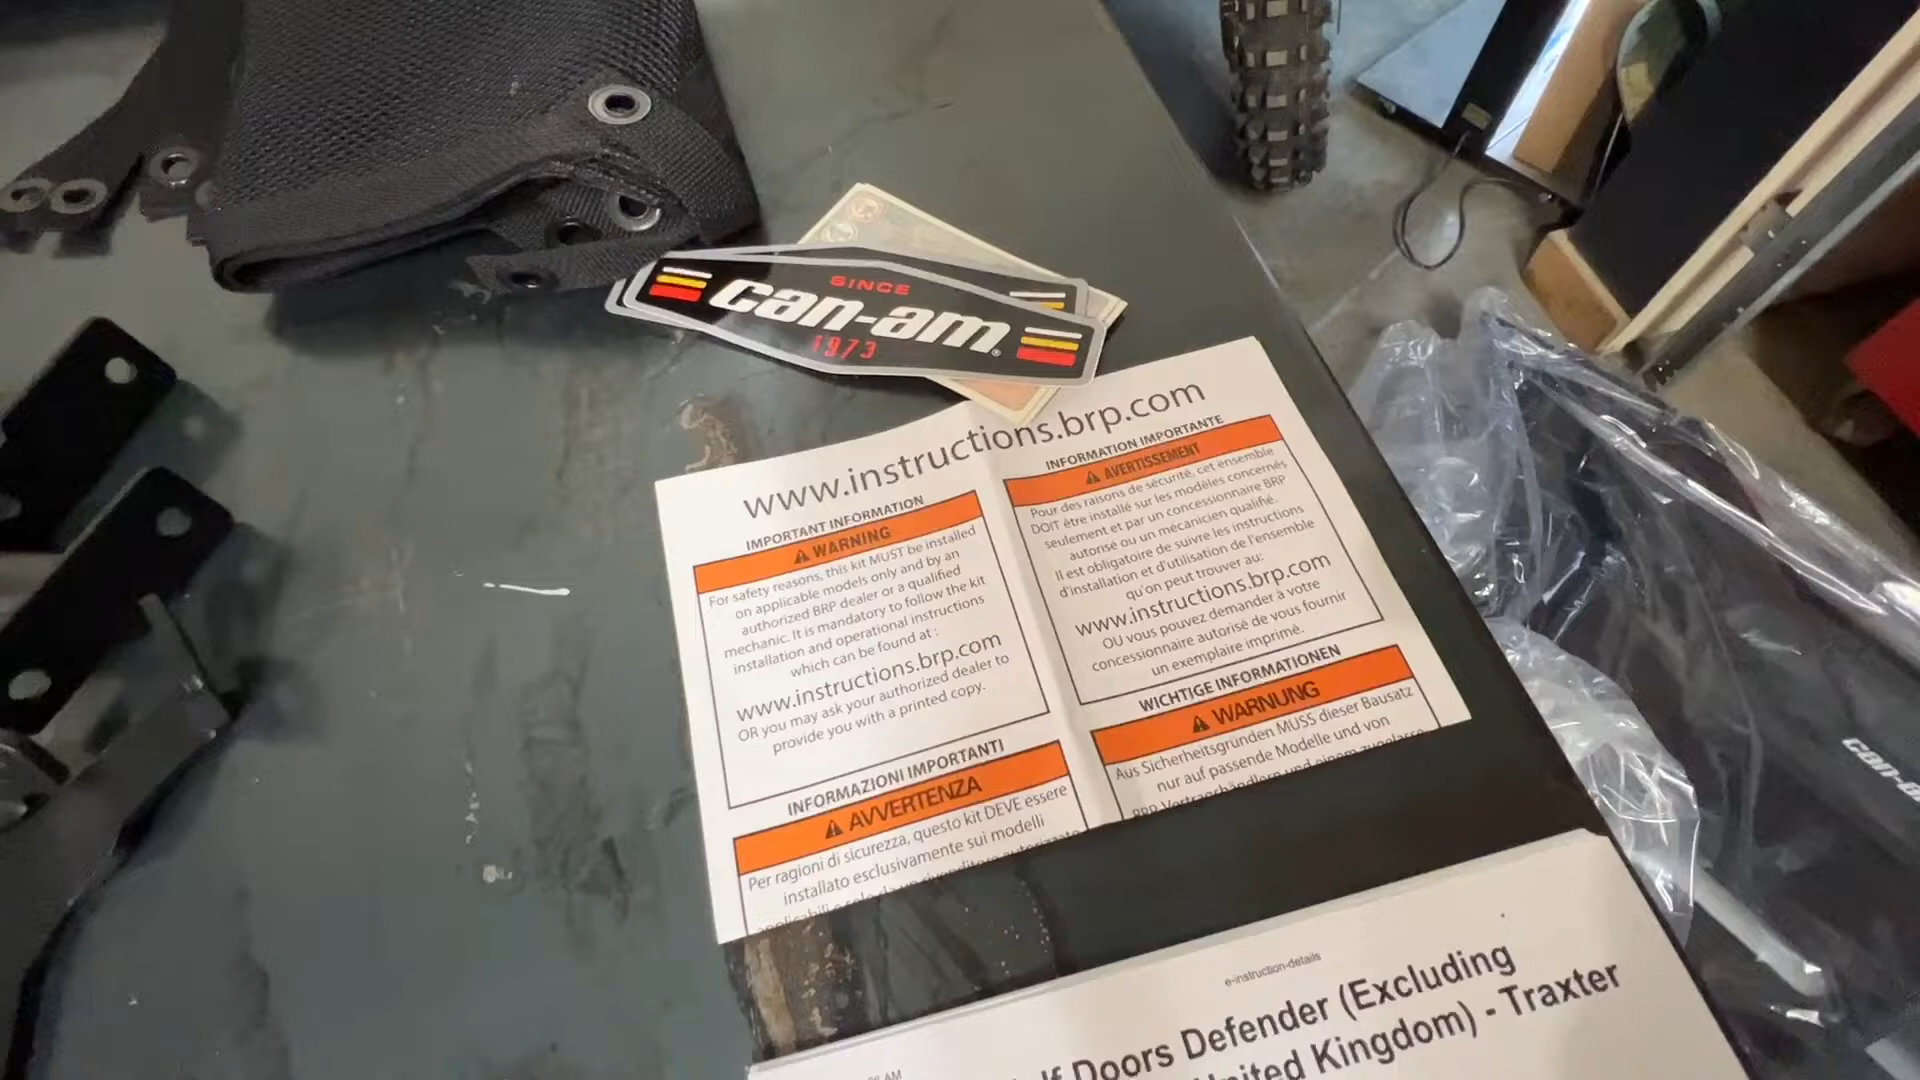 SINCE
can-am
1973
www.instructions.brp.com
IMPORTANT INFORMATION
WARNING
For safety reasons, this kit MUST be installed
on applicable models only and by an
authorized BRP dealer or a qualified
mechanic. It is mandatory to follow the kit
installation and operational instructions
which can be found at :
www.instructions.brp.com
OR you may ask your authorized dealer to
provide you with a printed copy.
INFORMATION IMPORTANTE
AVERTISSEMENT
Pour des raisons de sécurité, cet ensemble
DOIT être installé sur les modèles concernés
seulement et par un concessionnaire BRP
autorisé ou un mécanicien qualifié.
Il est obligatoire de suivre les instructions
d'installation et d'utilisation de l'ensemble
qu'on peut trouver au:
www.instructions.brp.com
OU vous pouvez demander à votre
concessionnaire autorisé de vous fournir
un exemplaire imprimé.
INFORMAZIONI IMPORTANTI
AVVERTENZA
Per ragioni di sicurezza, questo kit DEVE essere
installato esclusivamente sui modelli
WICHTIGE INFORMATIONEN
WARNUNG
Aus Sicherheitsgründen MUSS dieser Bausatz
nur auf passende Modelle und von
e-instruction-details
AM
Doors Defender (Excluding
Kingdom) - Traxter